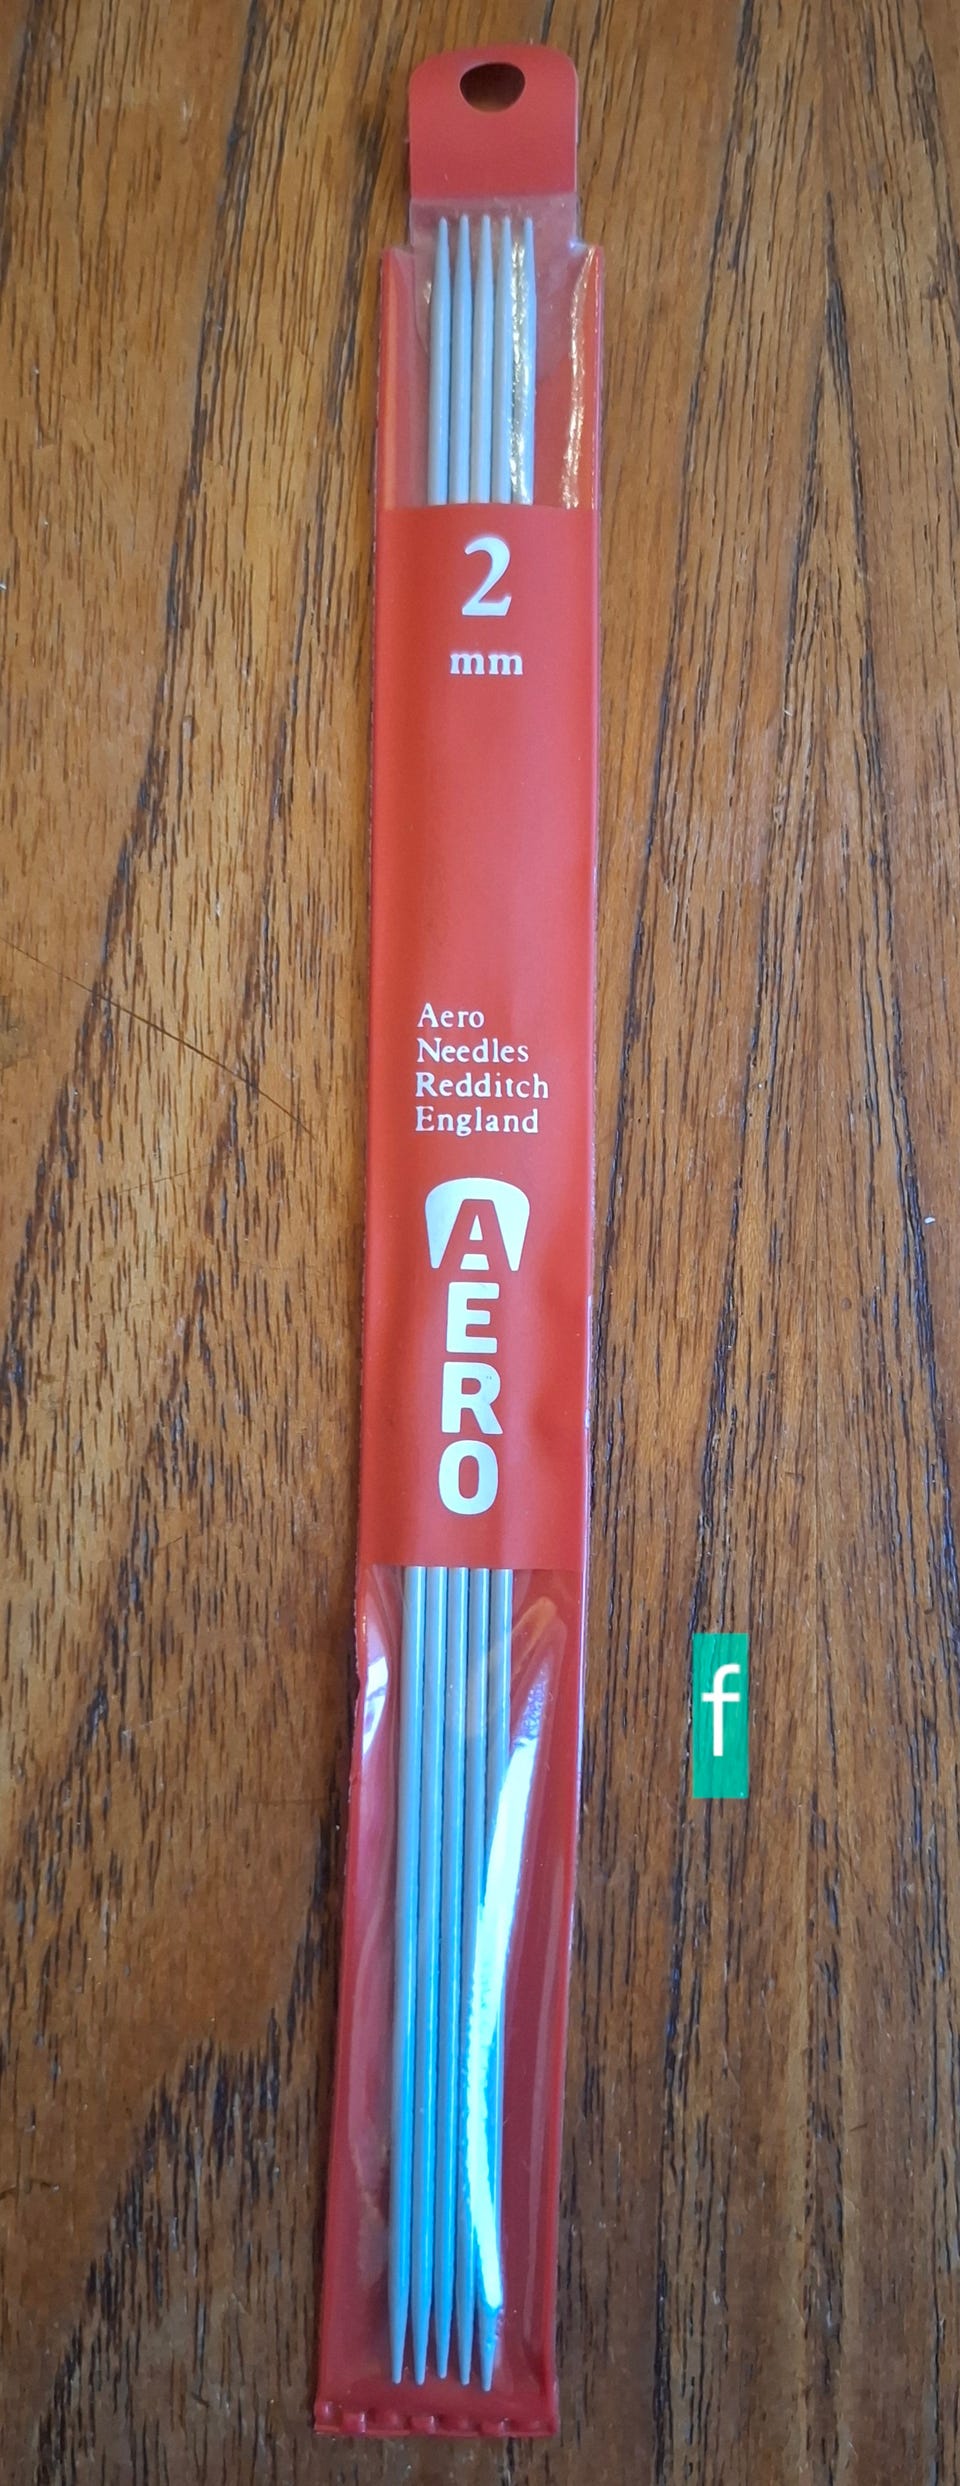 2
mm
Aero
Needles
Redditch
England
AERO
f